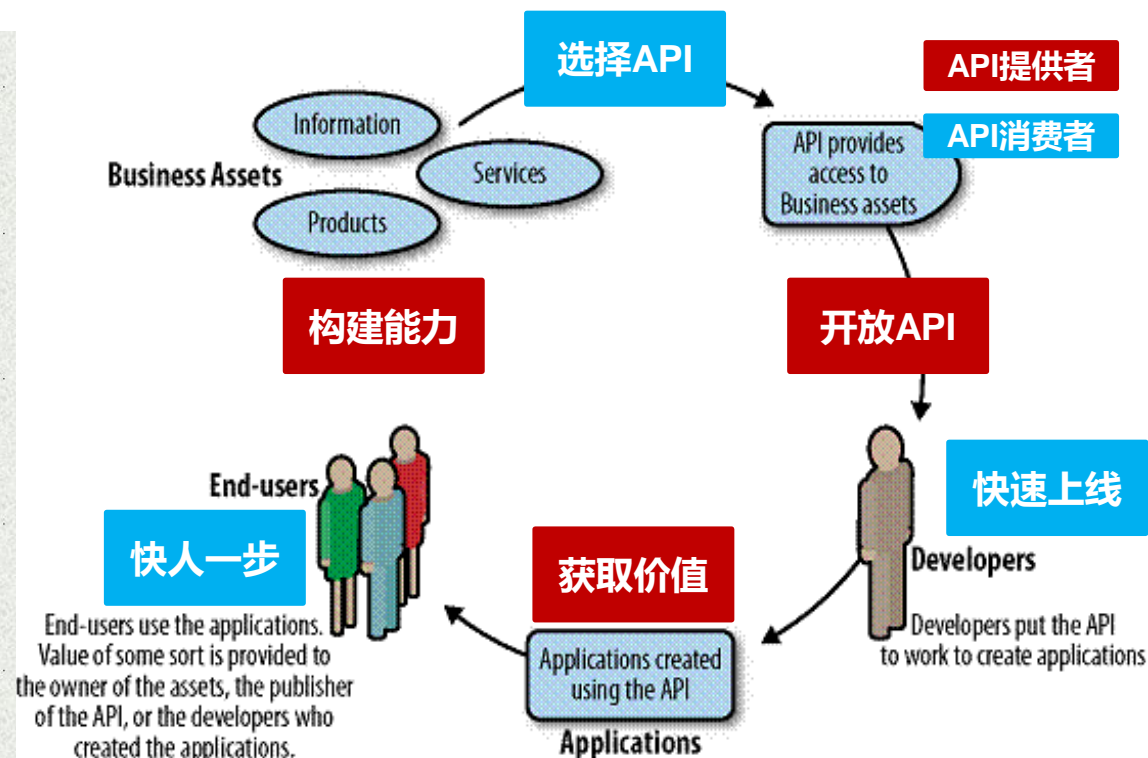 选择API
API提供者
API消费者
Information
Business Assets
Services
Products
API provides
access to
Business assets
构建能力
开放API
End-users
快人一步
End-users use the applications.
Value of some sort is provided to
the owner of the assets, the publisher
of the API, or the developers who
created the applications.
获取价值
Applications created
using the API
Applications
快速上线
Developers
Developers put the API
to work to create applications